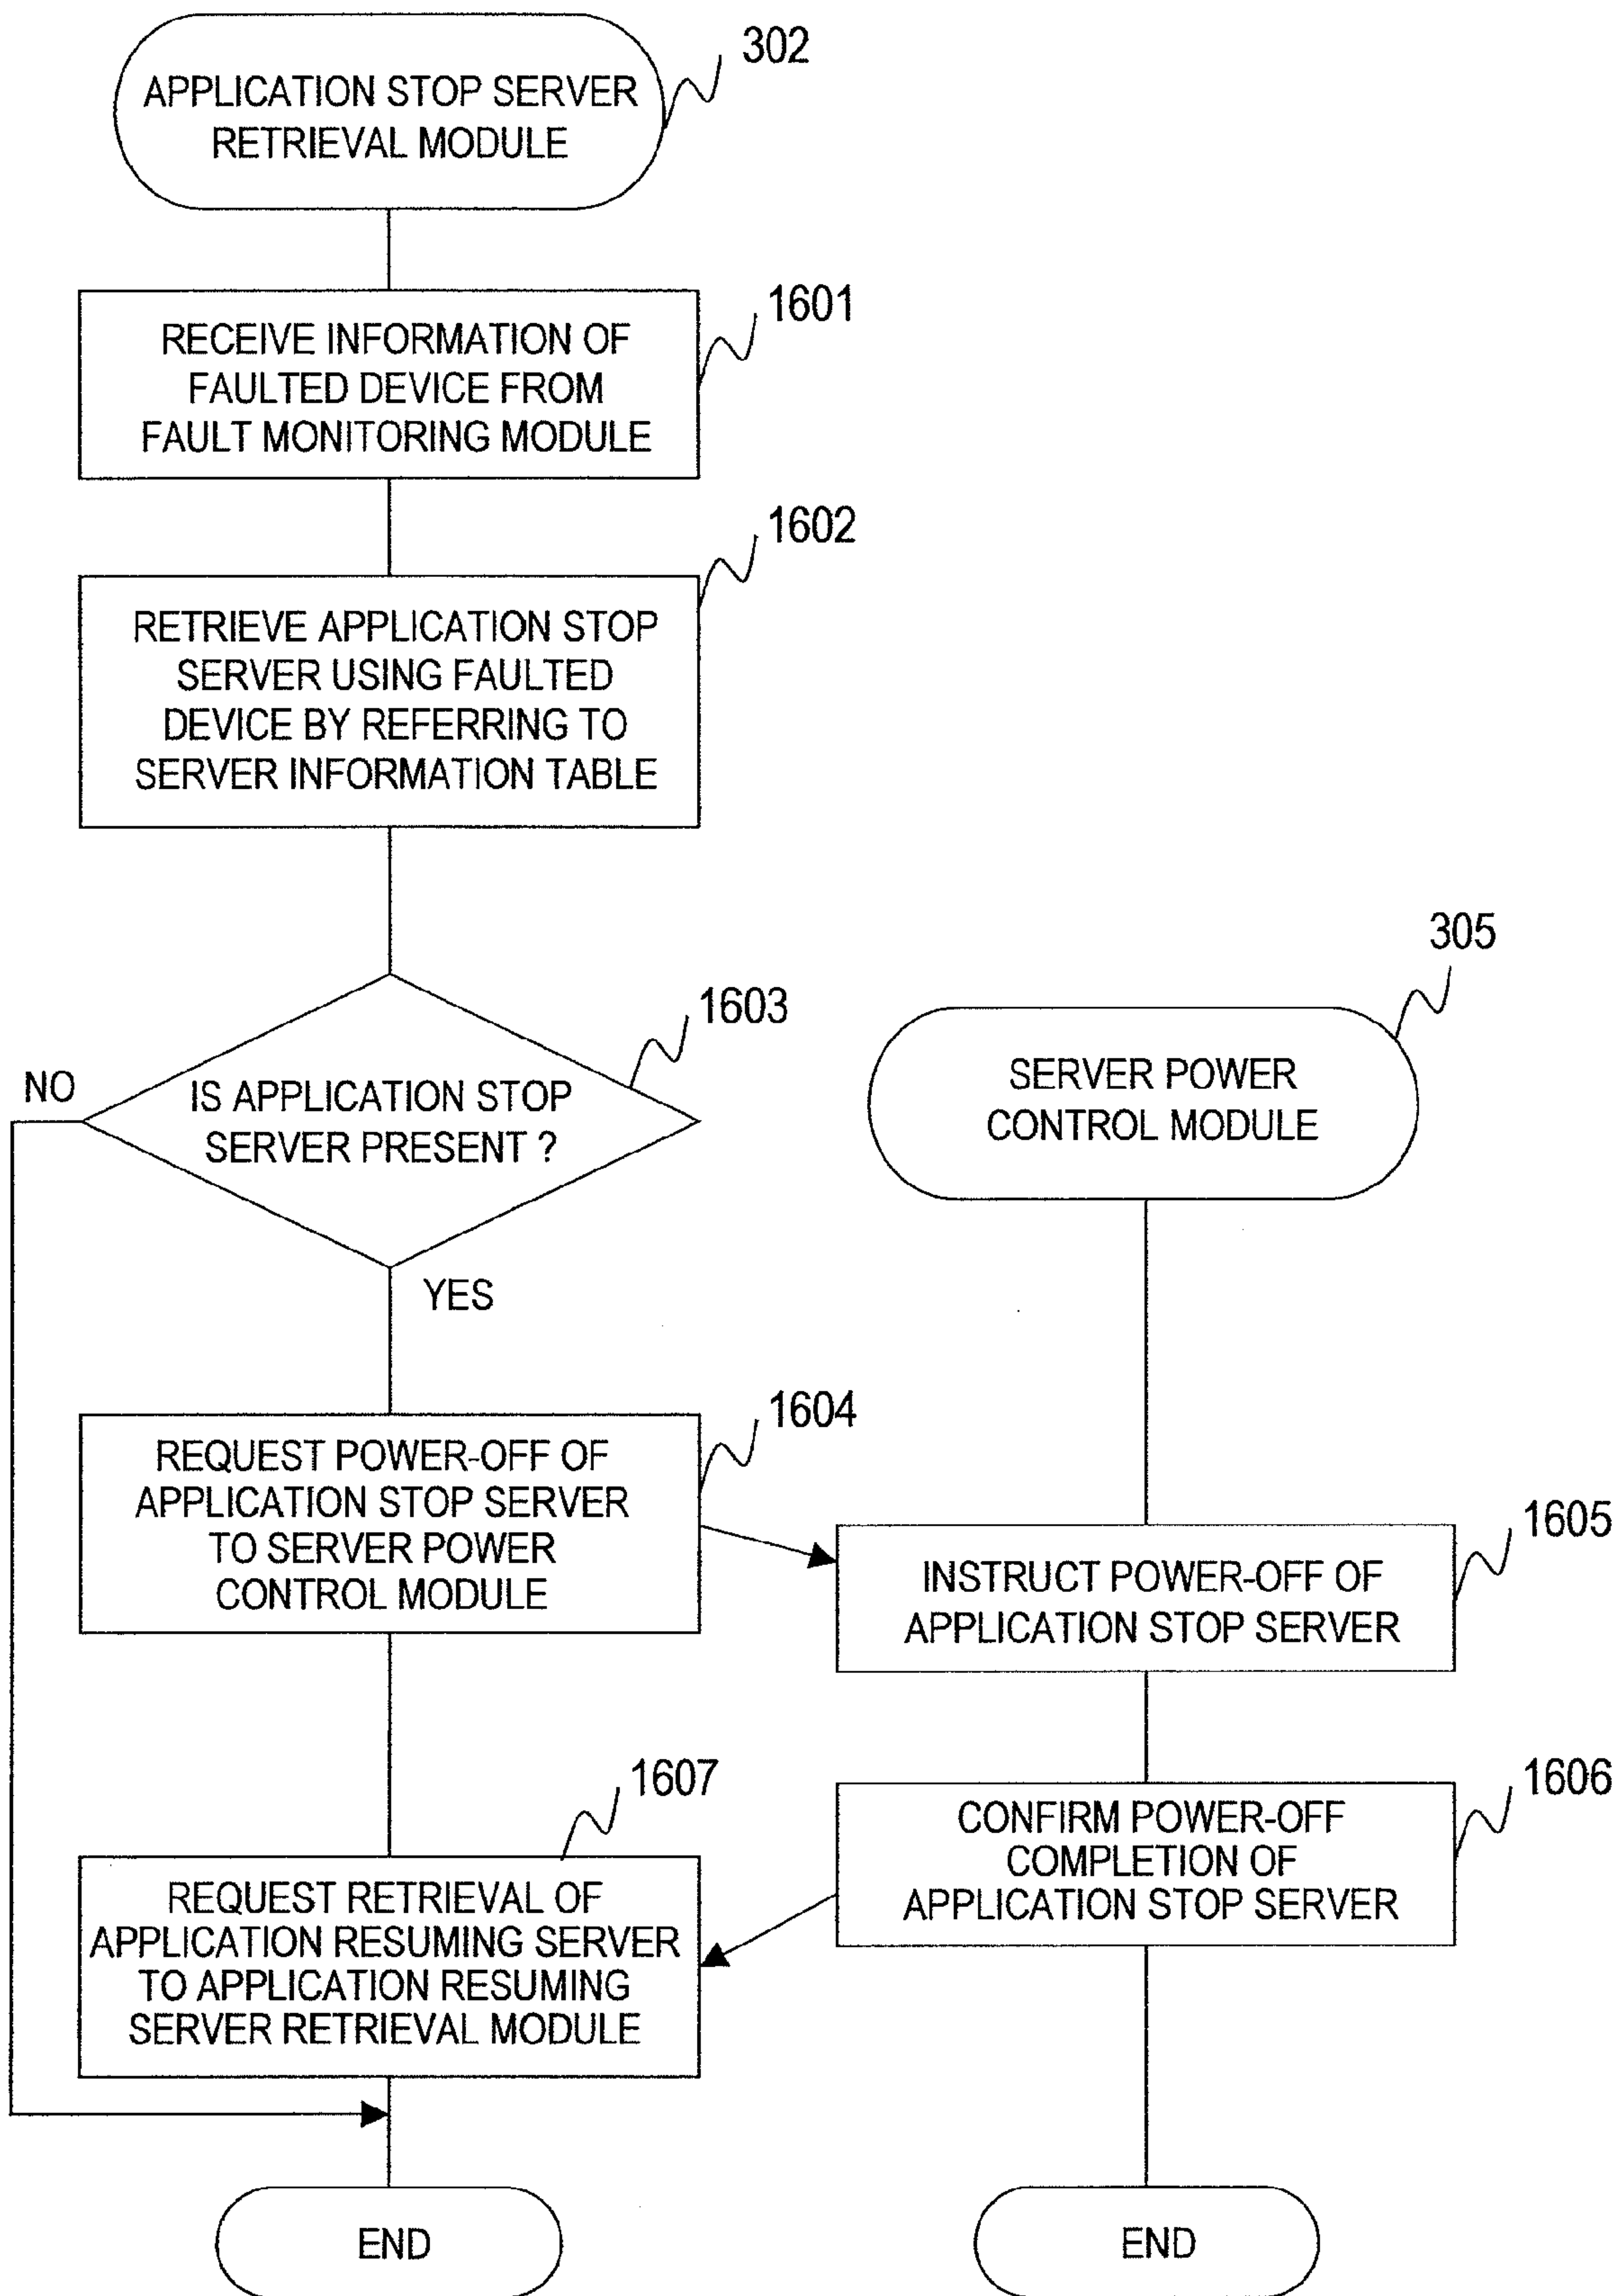 302
APPLICATION STOP SERVER
RETRIEVAL MODULE
1601
RECEIVE INFORMATION OF
FAULTED DEVICE FROM
FAULT MONITORING MODULE
1602
RETRIEVE APPLICATION STOP
SERVER USING FAULTED
DEVICE BY REFERRING TO
SERVER INFORMATION TABLE
1603
NO
IS APPLICATION STOP
SERVER PRESENT ?
YES
305
SERVER POWER
CONTROL MODULE
1604
REQUEST POWER-OFF OF
APPLICATION STOP SERVER
TO SERVER POWER
CONTROL MODULE
1605
INSTRUCT POWER-OFF OF
APPLICATION STOP SERVER
1606
CONFIRM POWER-OFF
COMPLETION OF
APPLICATION STOP SERVER
1607
REQUEST RETRIEVAL OF
APPLICATION RESUMING SERVER
TO APPLICATION RESUMING
SERVER RETRIEVAL MODULE
END
END